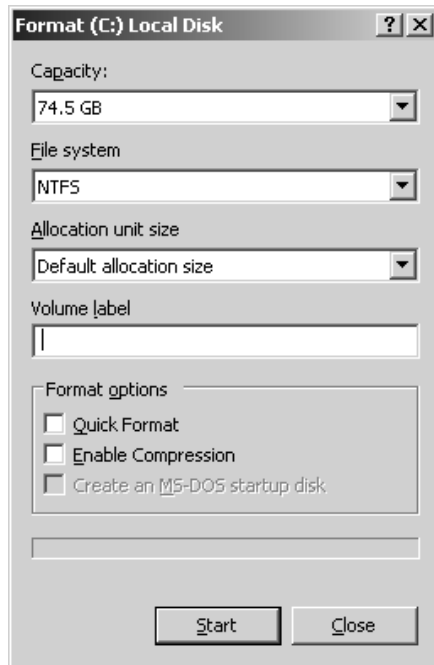 Format (C:) Local Disk
Capacity:
74.5 GB
File system
NTFS
Allocation unit size
Default allocation size
Volume label
Format options
Quick Format
Enable Compression
Create an MS-DOS startup disk
Start Close